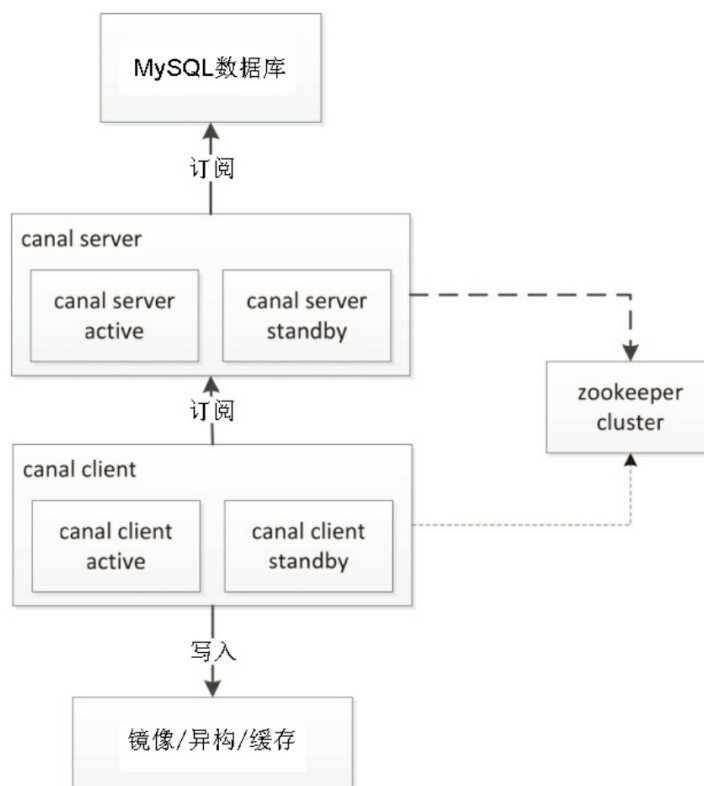 MySQL数据库
订阅
canal server
canal server
active
canal server
standby
zookeeper
cluster
订阅
canal client
canal client
active
canal client
standby
写入
镜像/异构/缓存